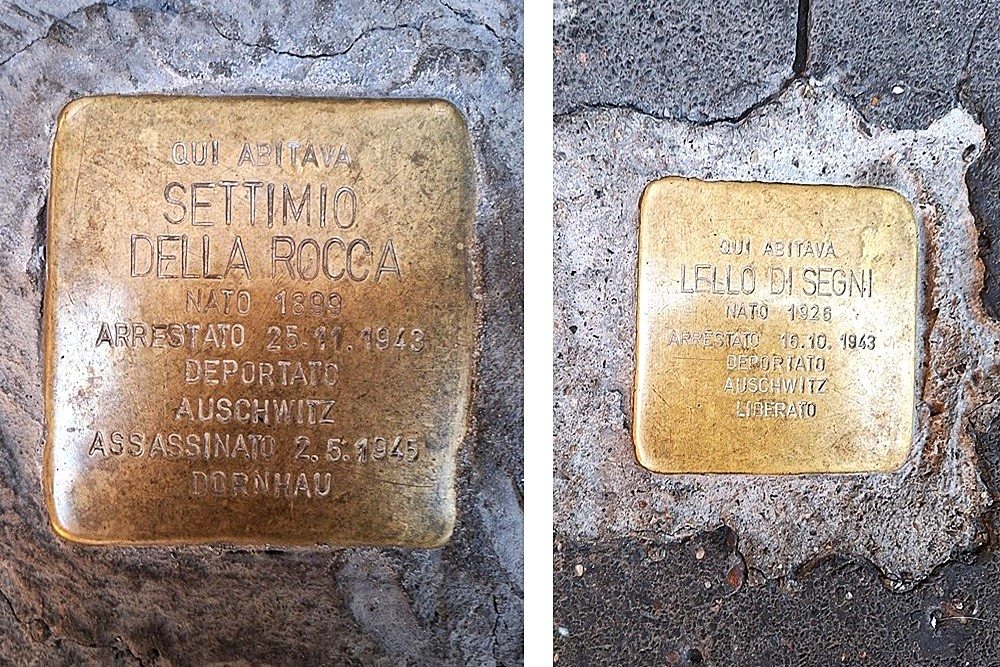 QUI ABITAVA
SETTIMIO
DELLA ROCCA
NATO 1899
ARRESTATO 25.11.1943
DEPORTATO
AUSCHWITZ
ASSASSINATO 2.5.1945
DORNHAU
QUI ABITAVA
LELLO DI SEGNI
NATO 1926
ARRESTATO 16.10.1943
DEPORTATO
AUSCHWITZ
LIBERATO